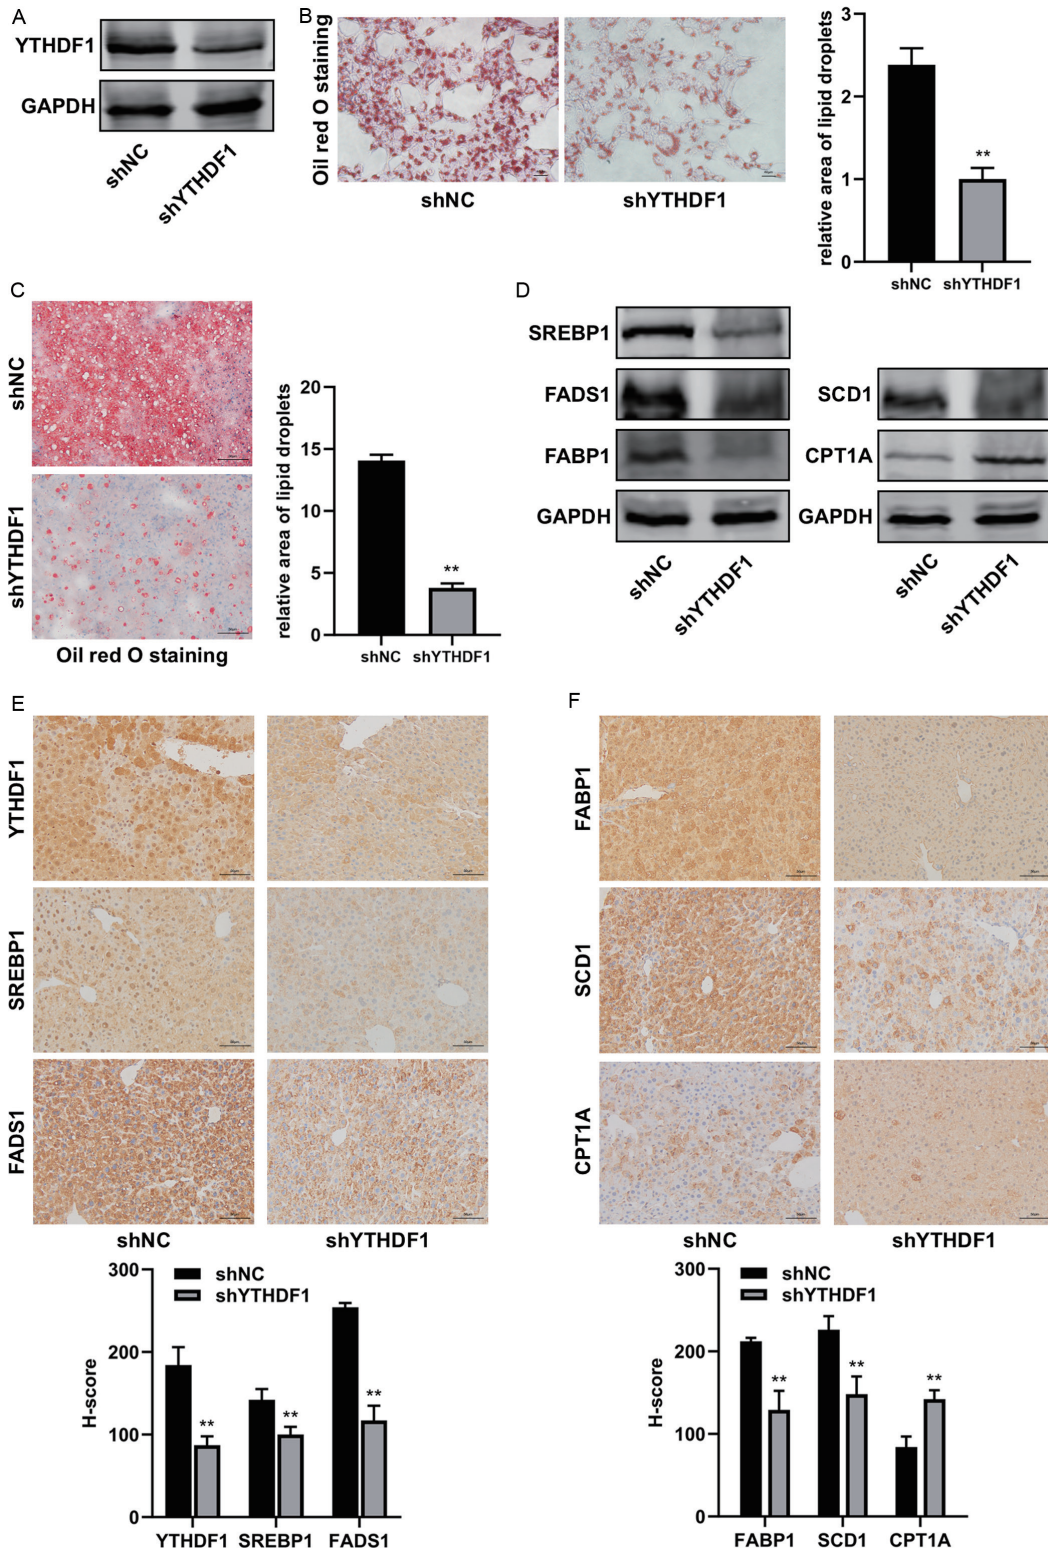 A
YTHDF1
GAPDH
shNC
shYTHDF1
B
Oil red O staining
shNC
shYTHDF1
relative area of lipid droplets
3
2
1
0
**
shNC
shYTHDF1
C
shNC
shYTHDF1
Oil red O staining
relative area of lipid droplets
20
15
10
5
0
**
shNC
shYTHDF1
D
SREBP1
FADS1
FABP1
GAPDH
shNC
shYTHDF1
SCD1
CPT1A
GAPDH
shNC
shYTHDF1
E
YTHDF1
SREBP1
FADS1
shNC
shYTHDF1
H-score
300
200
100
0
shNC
shYTHDF1
**
**
**
YTHDF1
SREBP1
FADS1
F
FABP1
SCD1
CPT1A
shNC
shYTHDF1
H-score
300
200
100
0
shNC
shYTHDF1
**
**
**
FABP1
SCD1
CPT1A